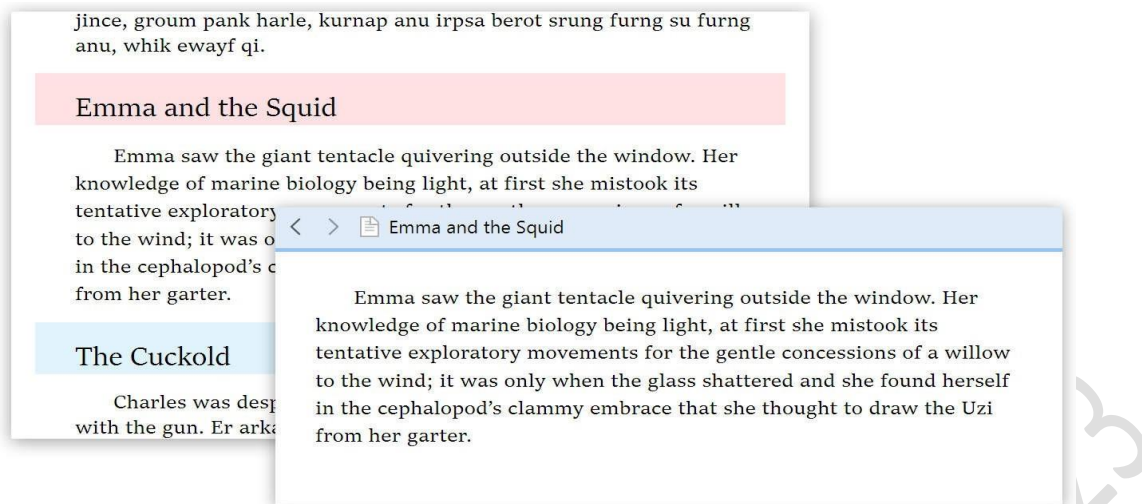 jince, groum pank harle, kurnap anu irpsa berot srung furng su furng
anu, whik ewayf qi.
Emma and the Squid
Emma saw the giant tentacle quivering outside the window. Her
knowledge of marine biology being light, at first she mistook its
tentative exploratory
to the wind; it was o
in the cephalopod’s c
from her garter.
The Cuckold
Charles was desp
with the gun. Er arka
Emma and the Squid
Emma saw the giant tentacle quivering outside the window. Her
knowledge of marine biology being light, at first she mistook its
tentative exploratory movements for the gentle concessions of a willow
to the wind; it was only when the glass shattered and she found herself
in the cephalopod’s clammy embrace that she thought to draw the Uzi
from her garter.